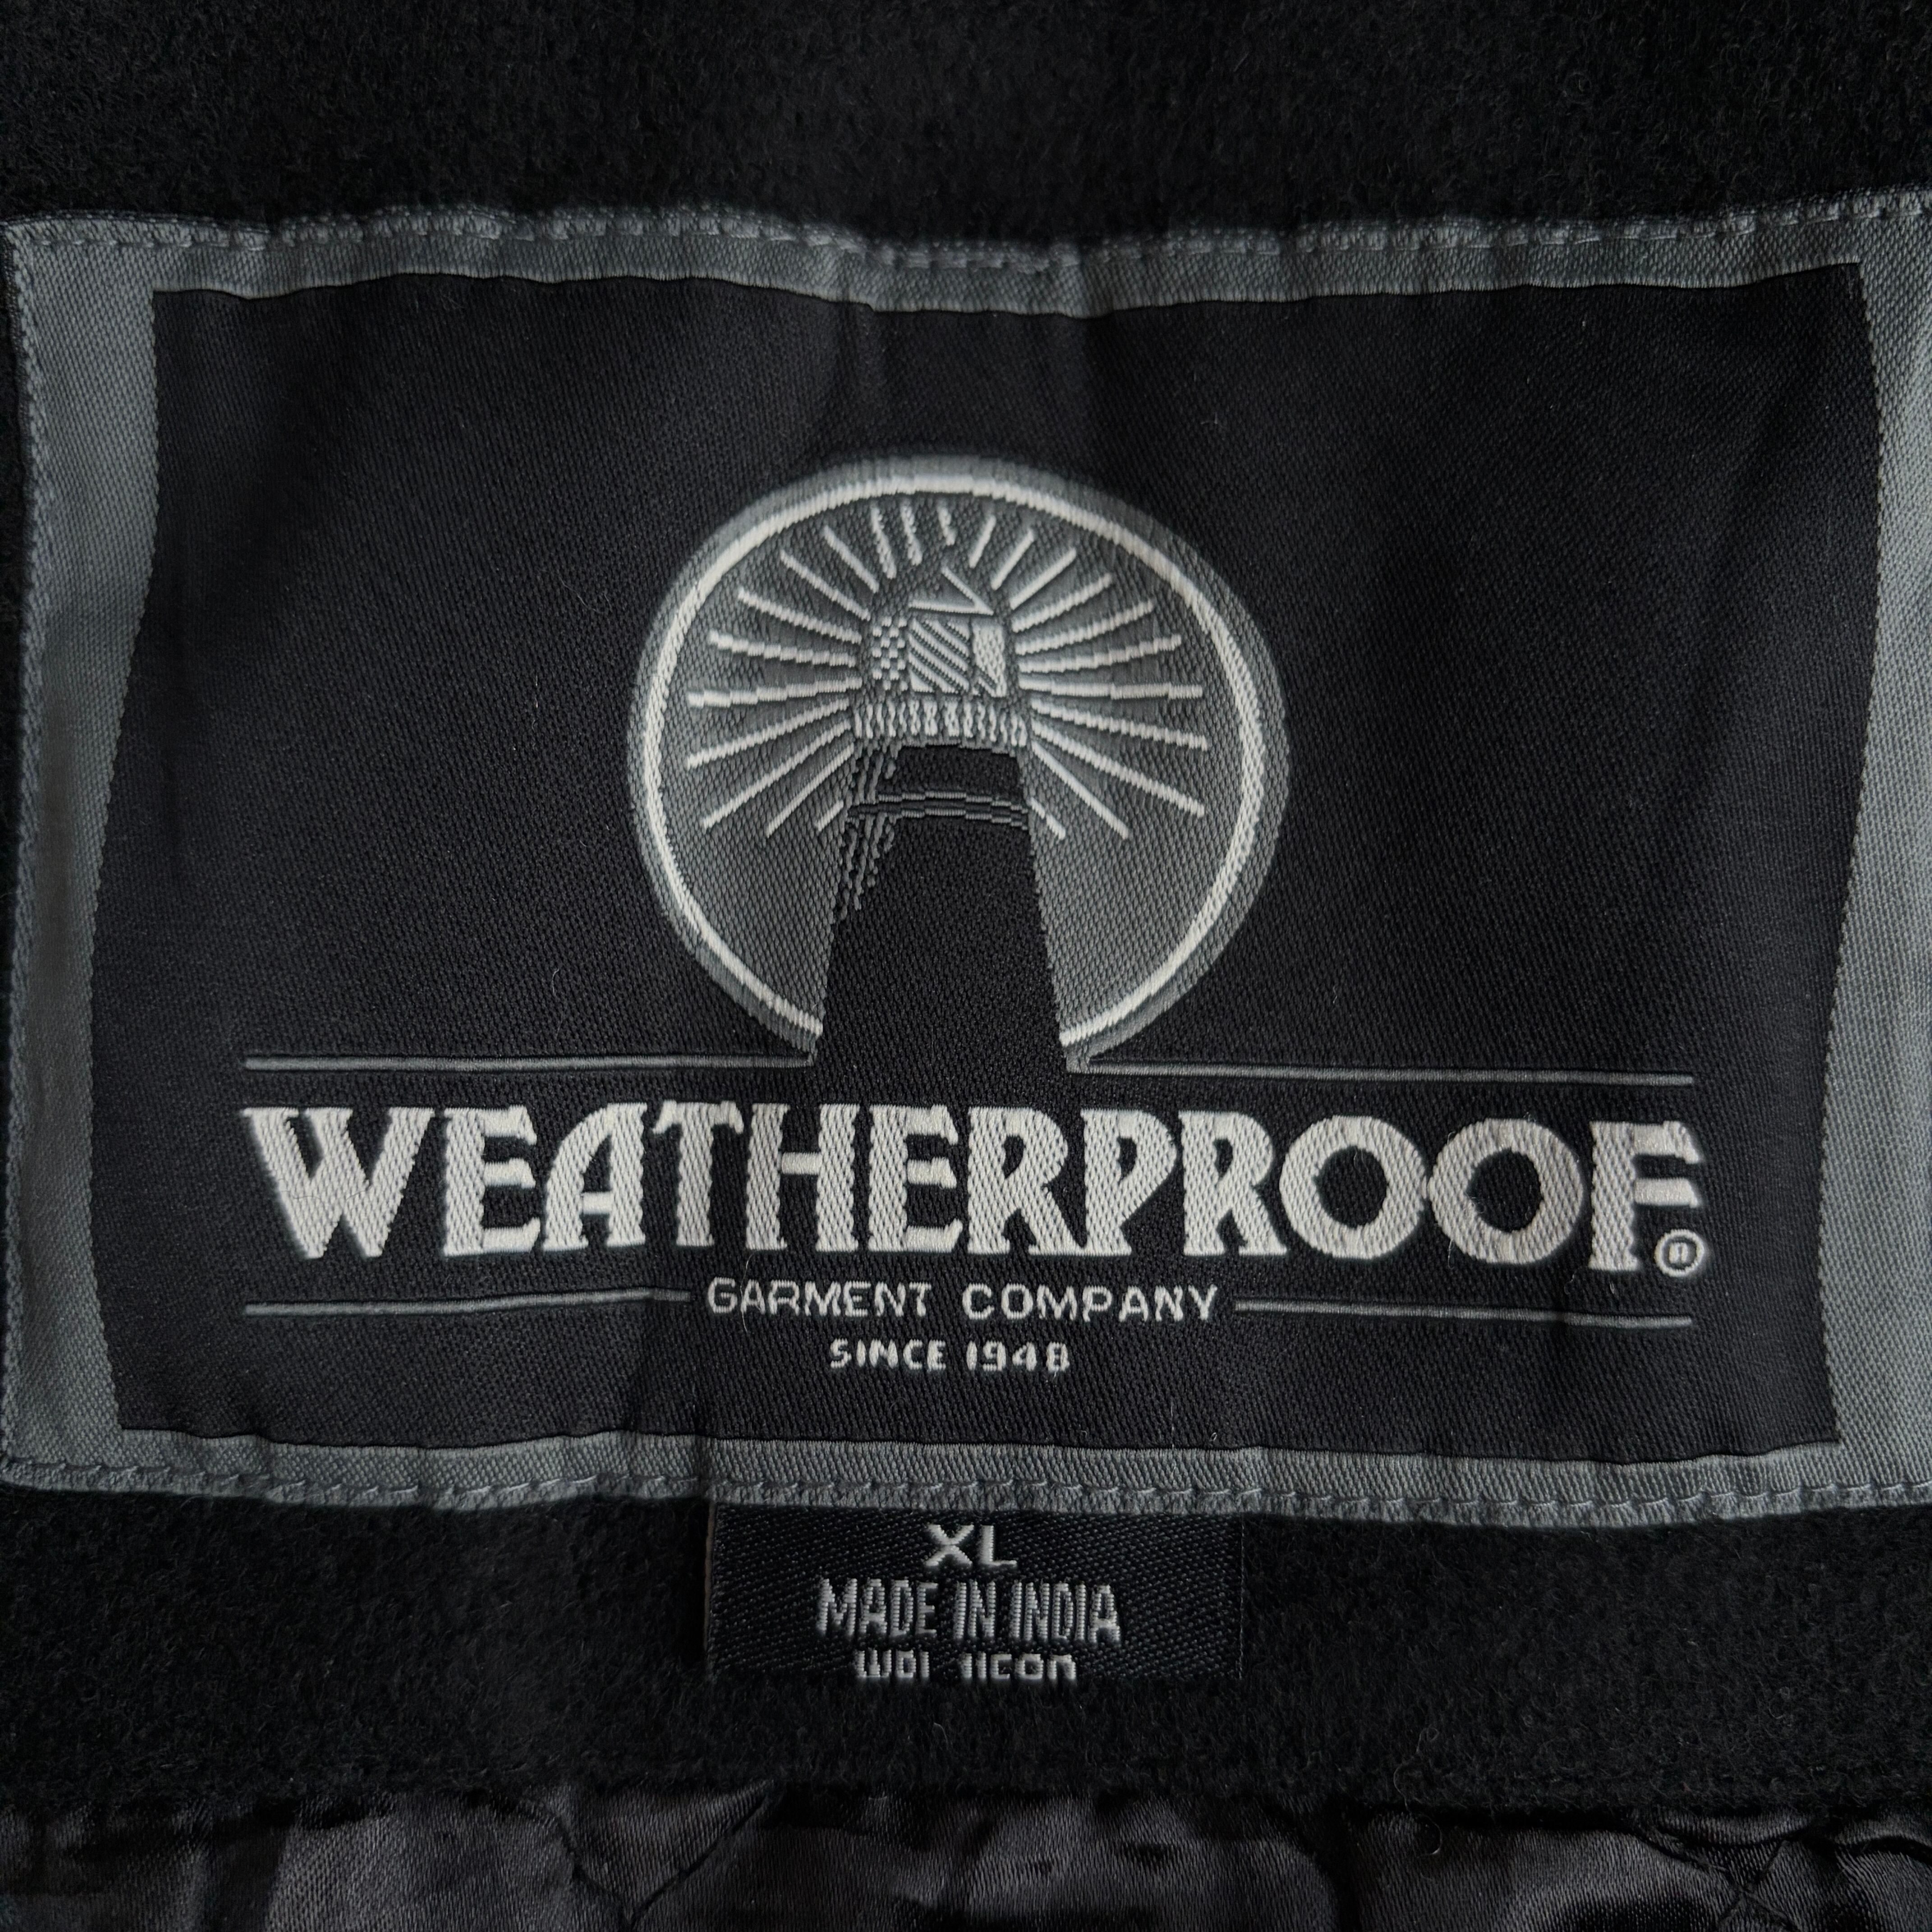 WEATHERPROOF®
GARMENT COMPANY
SINCE 1948
XL
MADE IN INDIA